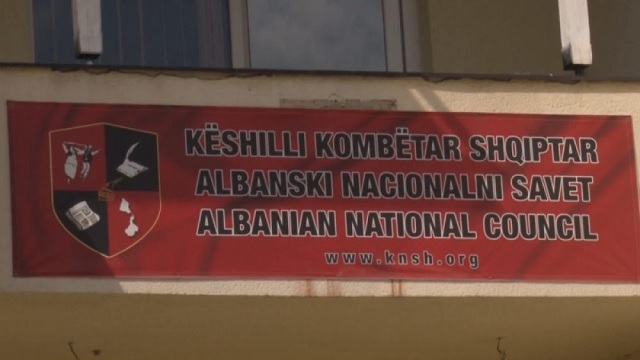 KËSHILLI KOMBËTAR SHQIPTAR
ALBANSKI NACIONALNI SAVET
ALBANIAN NATIONAL COUNCIL
www.knsh.org